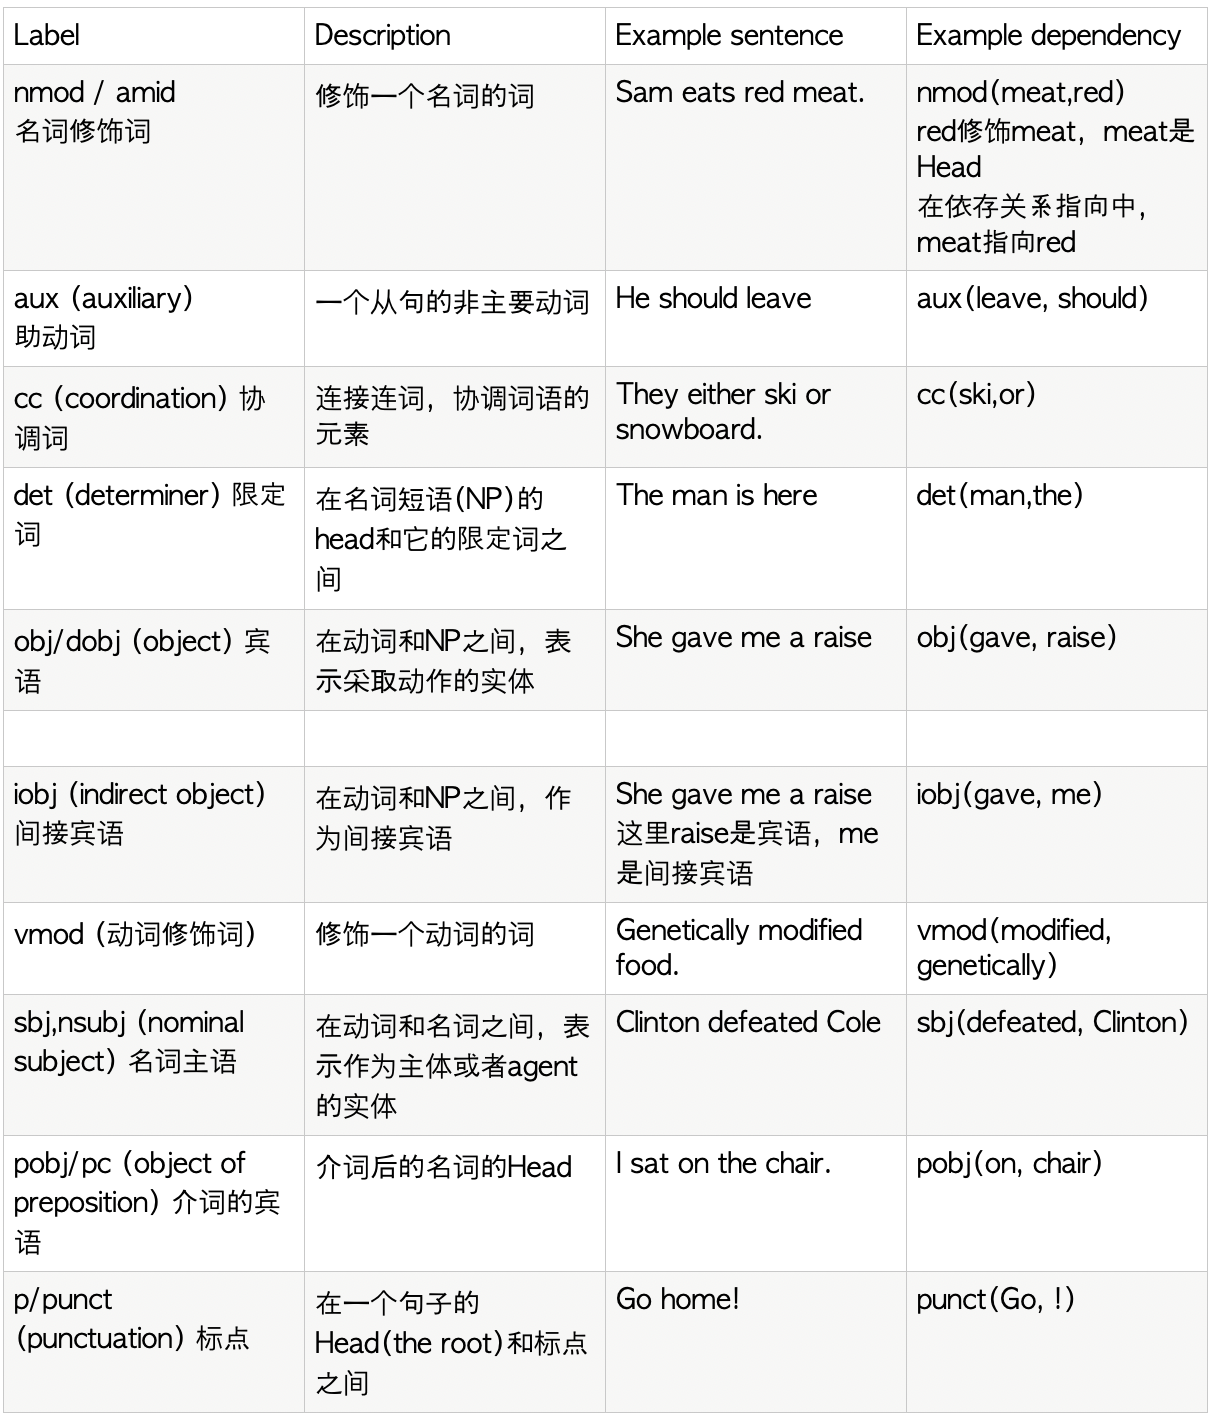 Label
Description
Example sentence
Example dependency
nmod / amid
名词修饰词
修饰一个名词的词
Sam eats red meat.
nmod(meat,red)
red修饰meat，meat是
Head
在依存关系指向中，
meat指向red
aux (auxiliary)
助动词
一个从句的非主要动词
He should leave
aux(leave, should)
cc (coordination) 协
调词
连接连词，协调词语的
元素
They either ski or
snowboard.
cc(ski,or)
det (determiner) 限定
词
在名词短语(NP)的
head和它的限定词之
间
The man is here
det(man,the)
obj/dobj (object) 宾
语
在动词和NP之间，表
示采取动作的实体
She gave me a raise
obj(gave, raise)
iobj (indirect object)
间接宾语
在动词和NP之间，作
为间接宾语
She gave me a raise
这里raise是宾语，me
是间接宾语
iobj(gave, me)
vmod (动词修饰词)
修饰一个动词的词
Genetically modified
food.
vmod(modified,
genetically)
sbj,nsubj (nominal
subject) 名词主语
在动词和名词之间，表
示作为主体或者agent
的实体
Clinton defeated Cole
sbj(defeated, Clinton)
pobj/pc (object of
preposition) 介词的宾
语
介词后的名词的Head
I sat on the chair.
pobj(on, chair)
p/punct
(punctuation) 标点
在一个句子的
Head(the root)和标点
之间
Go home!
punct(Go, !)